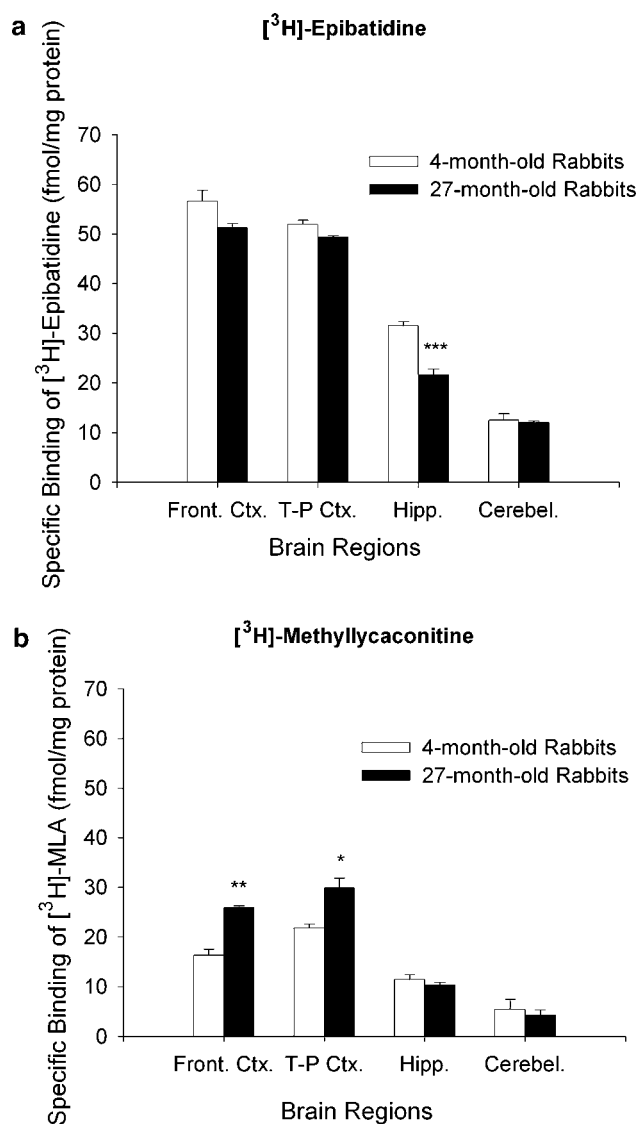 a
[³H]-Epibatidine
Specific Binding of [³H]-Epibatidine (fmol/mg protein)
70
60
50
40
30
20
10
0
4-month-old Rabbits
27-month-old Rabbits
***
Front. Ctx. T-P Ctx. Hipp. Cerebel.
Brain Regions
b
[³H]-Methyllycaconitine
Specific Binding of [³H]-MLA (fmol/mg protein)
70
60
50
40
30
20
10
0
4-month-old Rabbits
27-month-old Rabbits
**
*
Front. Ctx. T-P Ctx. Hipp. Cerebel.
Brain Regions